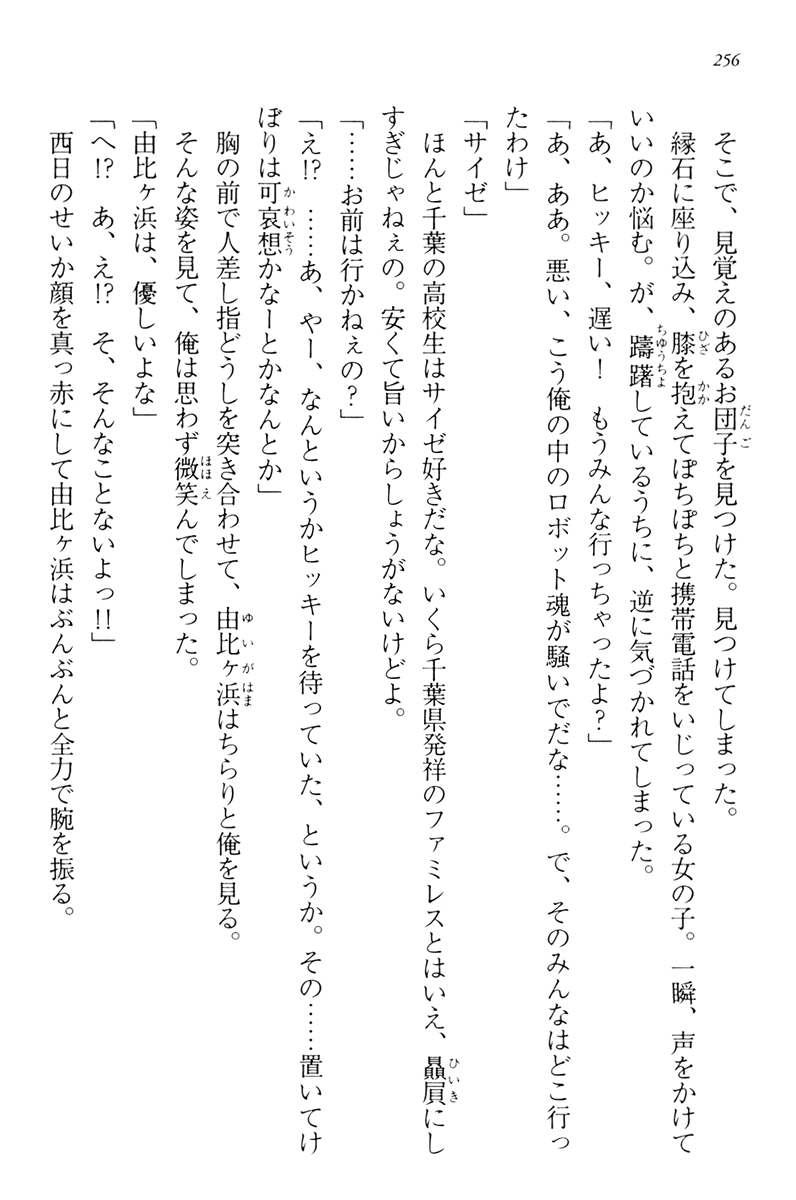 256
そこで、見覚えのあるお団子を見つけた。見つけてしまった。
縁石に座り込み、膝を抱えてぽちぽちと携帯電話をいじっている女の子。一瞬、声をかけて
いいのか悩む。が、躊躇しているうちに、逆に気づかれてしまった。
「あ、ヒッキー、遅い！　もうみんな行っちゃったよ？」
「あ、ああ。悪い、こう俺の中のロボット魂が騒いでだな……。で、そのみんなはどこ行っ
たわけ」
「サイゼ」
ほんと千葉の高校生はサイゼ好きだな。いくら千葉県発祥のファミレスとはいえ、贔屓にし
すぎじゃねぇの。安くて旨いからしょうがないけどよ。
「……お前は行かねぇの？」
「え!?　……あ、やー、なんというかヒッキーを待っていた、というか。その……置いてけ
ぼりは可哀想かなーとかなんとか」
胸の前で人差し指どうしを突き合わせて、由比ヶ浜はちらりと俺を見る。
そんな姿を見て、俺は思わず微笑んでしまった。
「由比ヶ浜は、優しいよな」
「へ!?　あ、え!?　そ、そんなことないよっ!!」
西日のせいか顔を真っ赤にして由比ヶ浜はぶんぶんと全力で腕を振る。